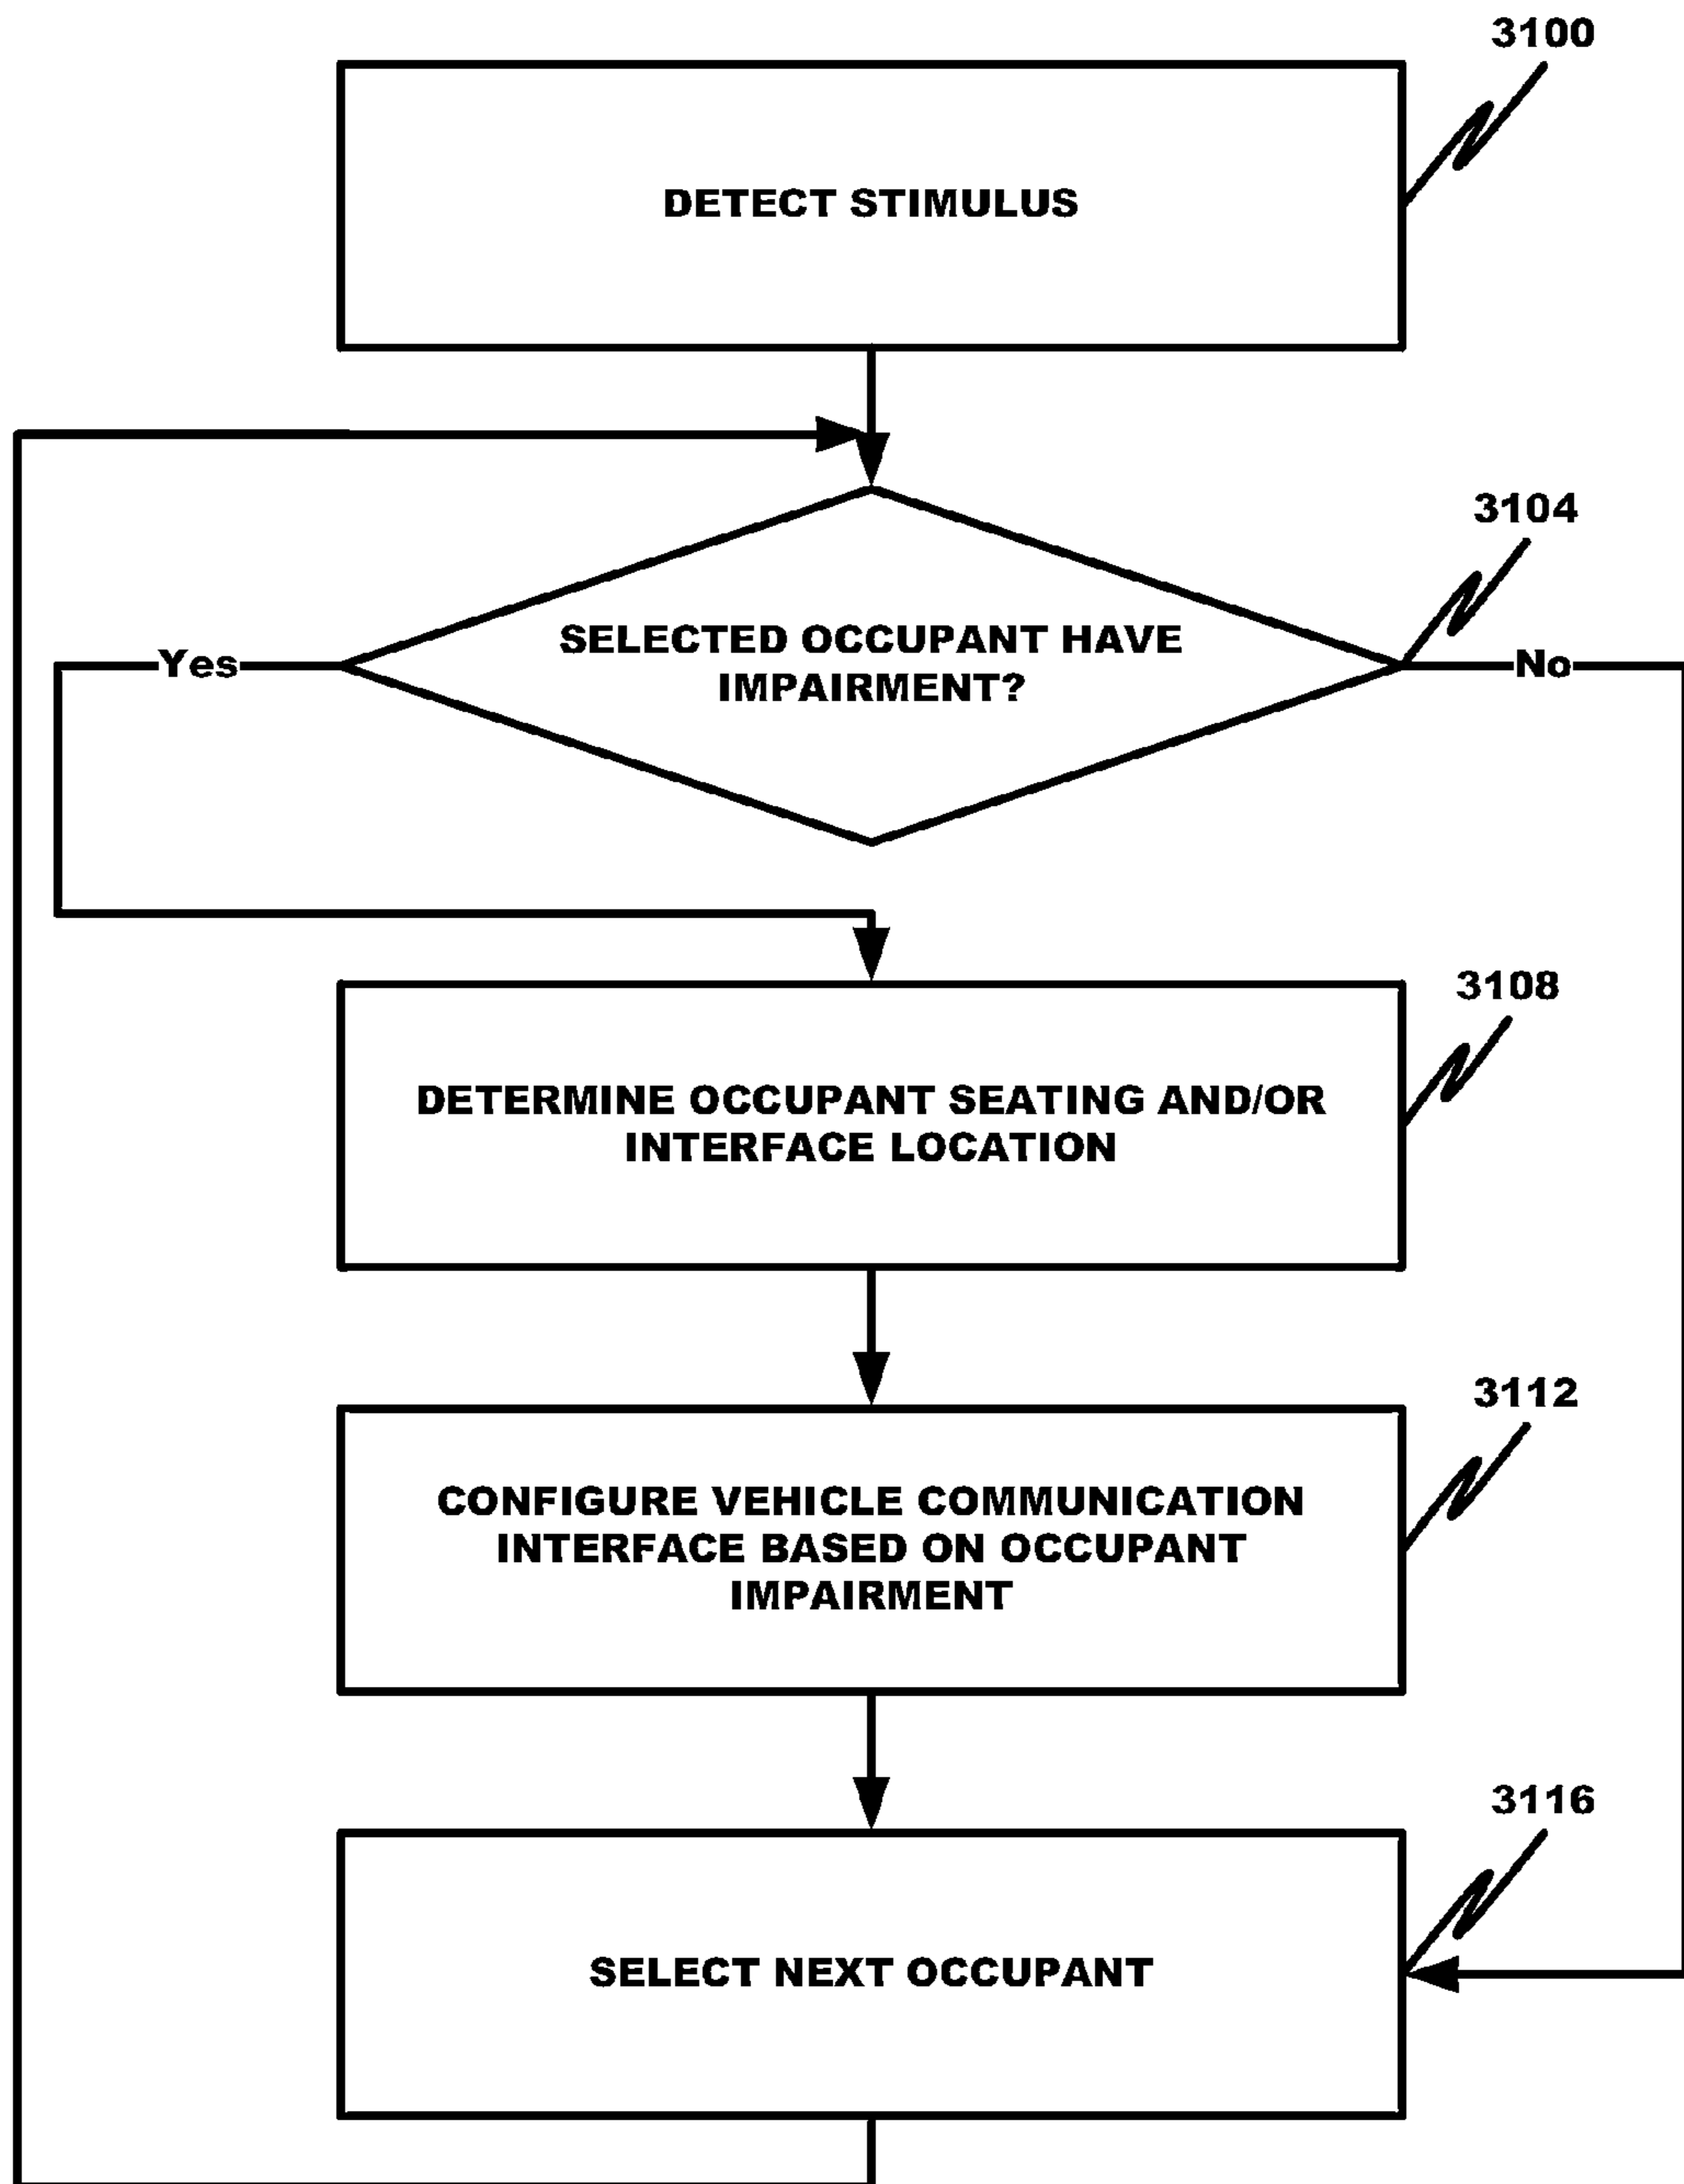 3100
DETECT STIMULUS
3104
SELECTED OCCUPANT HAVE
IMPAIRMENT?
Yes
No
3108
DETERMINE OCCUPANT SEATING AND/OR
INTERFACE LOCATION
3112
CONFIGURE VEHICLE COMMUNICATION
INTERFACE BASED ON OCCUPANT
IMPAIRMENT
3116
SELECT NEXT OCCUPANT